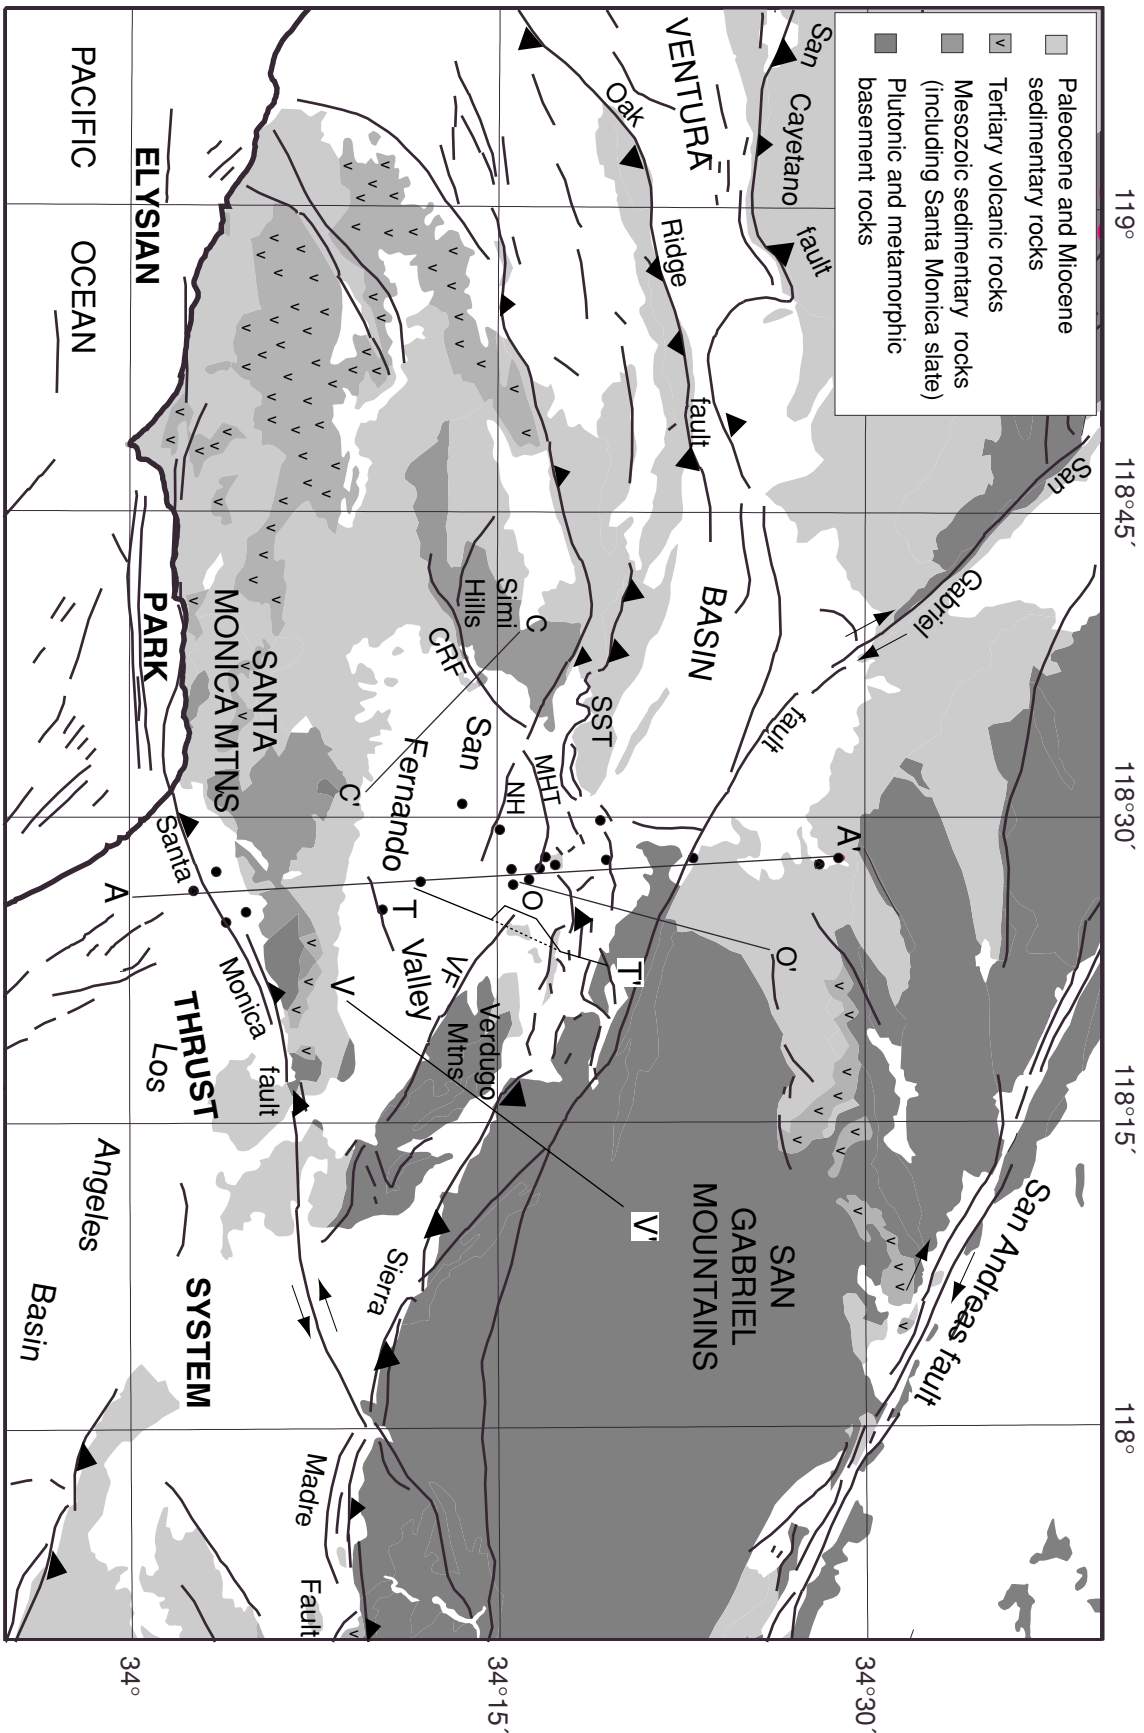 Paleocene and Miocene
sedimentary rocks
Tertiary volcanic rocks
Mesozoic sedimentary rocks
(including Santa Monica slate)
Plutonic and metamorphic
basement rocks
119°
118°45´
118°30´
118°15´
118°
34°30´
34°15´
34°
San
Cayetano
fault
VENTURA
BASIN
Oak
Ridge
fault
San
Gabriel
fault
San Andreas fault
SAN
GABRIEL
MOUNTAINS
A'
O'
T'
V'
SST
MHT
NH
O
C
Simi
Hills
CRF
San
Fernando
Valley
T
VF
Verdugo
Mtns
V
C'
SANTA
MONICA MTNS
Santa
Monica
fault
A
Sierra
Madre
Fault
PACIFIC
OCEAN
ELYSIAN
PARK
THRUST
SYSTEM
Los
Angeles
Basin